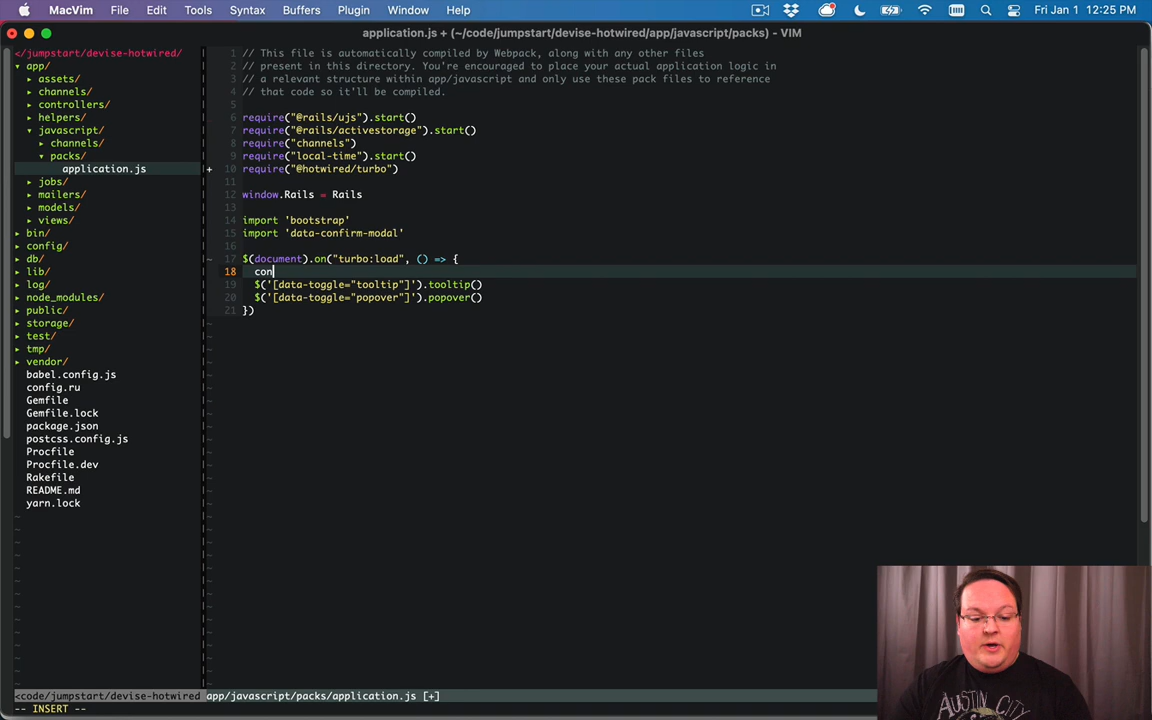 MacVim File Edit Tools Syntax Buffers Plugin Window Help Fri Jan 1 12:25 PM
application.js + (~/code/jumpstart/devise-hotwired/app/javascript/packs) - VIM
</jumpstart/devise-hotwired/
▾ app/
▸ assets/
▸ channels/
▸ controllers/
▸ helpers/
▾ javascript/
▸ channels/
▾ packs/
application.js
▸ jobs/
▸ mailers/
▸ models/
▸ views/
▸ bin/
▸ config/
▸ db/
▸ lib/
▸ log/
▸ node_modules/
▸ public/
▸ storage/
▸ test/
▸ tmp/
▸ vendor/
babel.config.js
config.ru
Gemfile
Gemfile.lock
package.json
postcss.config.js
Procfile
Procfile.dev
Rakefile
README.md
yarn.lock
1 // This file is automatically compiled by Webpack, along with any other files
2 // present in this directory. You're encouraged to place your actual application logic in
3 // a relevant structure within app/javascript and only use these pack files to reference
4 // that code so it'll be compiled.
5
6 require("@rails/ujs").start()
7 require("@rails/activestorage").start()
8 require("channels")
9 require("local-time").start()
+ 10 require("@hotwired/turbo")
11
12 window.Rails = Rails
13
14 import 'bootstrap'
15 import 'data-confirm-modal'
16
~ 17 $(document).on("turbo:load", () => {
18 con
19 $('[data-toggle="tooltip"]').tooltip()
20 $('[data-toggle="popover"]').popover()
21 })
<code/jumpstart/devise-hotwired app/javascript/packs/application.js [+]
-- INSERT --
AUSTIN CITY